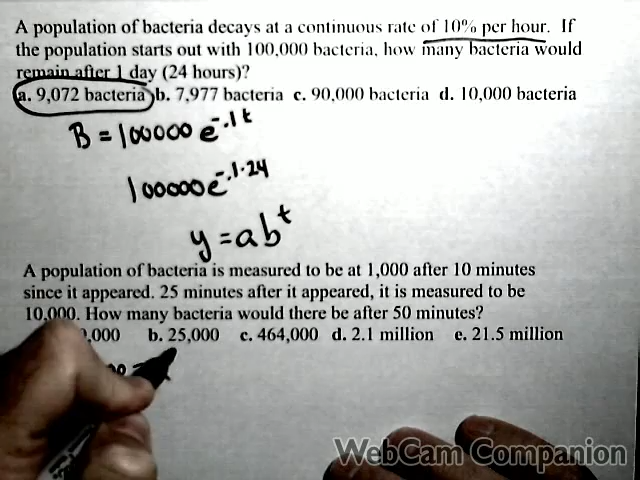 A population of bacteria decays at a continuous rate of 10% per hour. If
the population starts out with 100,000 bacteria, how many bacteria would
remain after 1 day (24 hours)?
a. 9,072 bacteria b. 7,977 bacteria c. 90,000 bacteria d. 10,000 bacteria
B = 100000 e^-.1t
100000e^-.1·24
y = ab^t
A population of bacteria is measured to be at 1,000 after 10 minutes
since it appeared. 25 minutes after it appeared, it is measured to be
10,000. How many bacteria would there be after 50 minutes?
b. 25,000 c. 464,000 d. 2.1 million e. 21.5 million
WebCam Companion